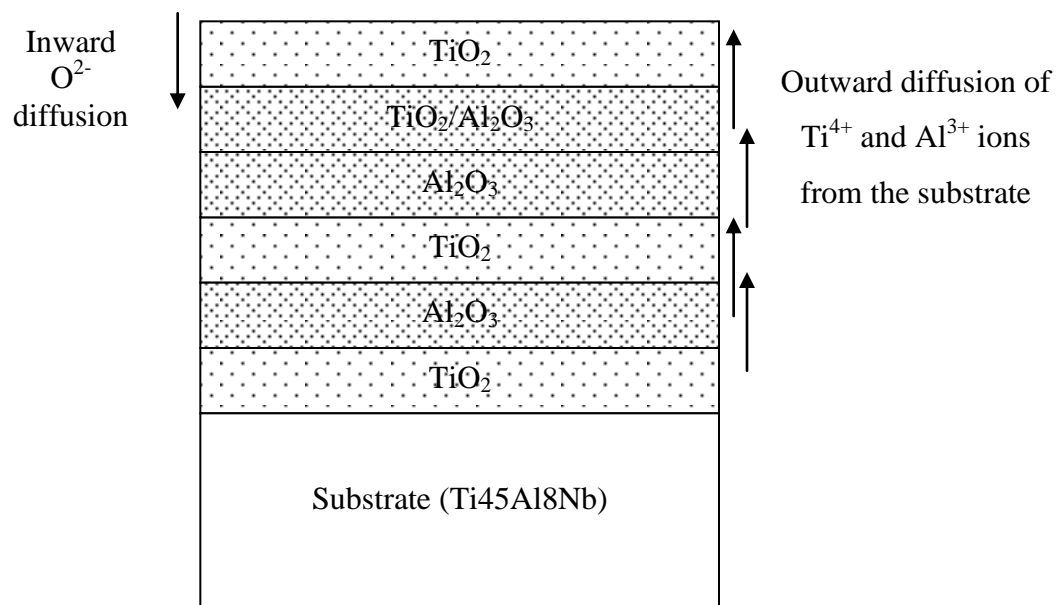 Inward
O²⁻
diffusion
TiO₂
TiO₂/Al₂O₃
Al₂O₃
TiO₂
Al₂O₃
TiO₂
Substrate (Ti45Al8Nb)
Outward diffusion of
Ti⁴⁺ and Al³⁺ ions
from the substrate